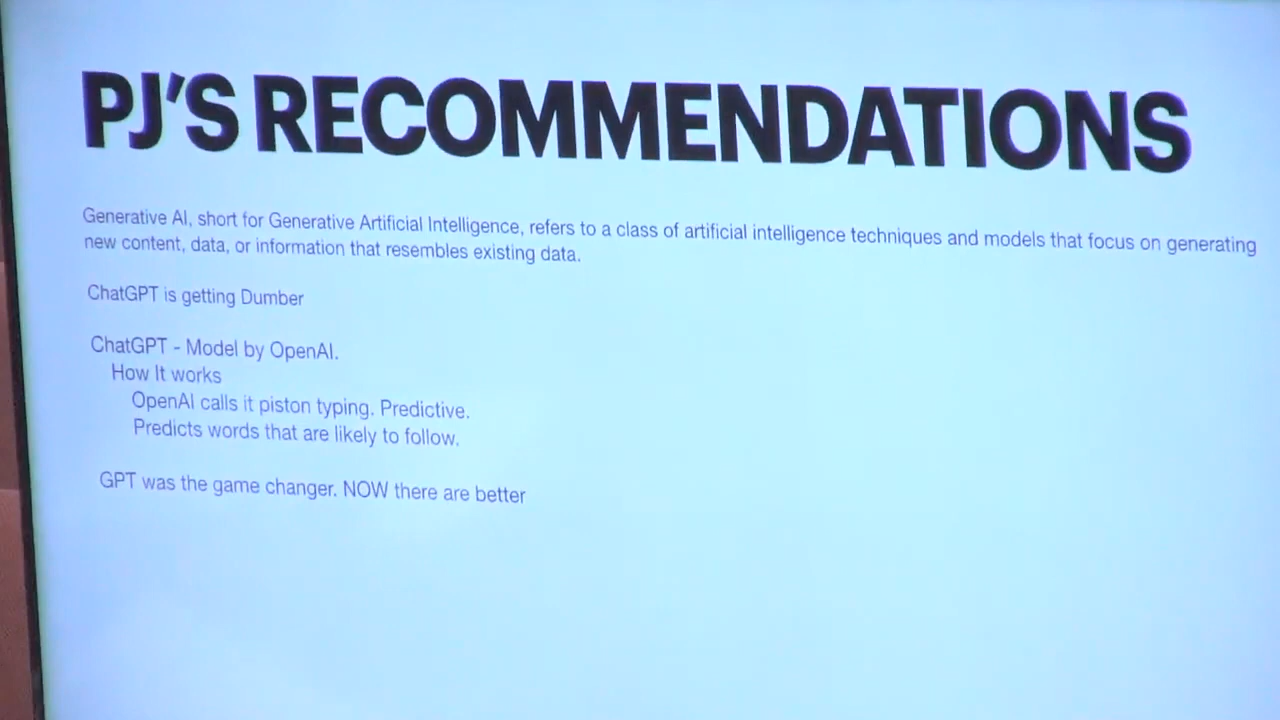 PJ'S RECOMMENDATIONS
Generative AI, short for Generative Artificial Intelligence, refers to a class of artificial intelligence techniques and models that focus on generating
new content, data, or information that resembles existing data.
ChatGPT is getting Dumber
ChatGPT - Model by OpenAI.
How It works
OpenAI calls it piston typing. Predictive.
Predicts words that are likely to follow.
GPT was the game changer. NOW there are better